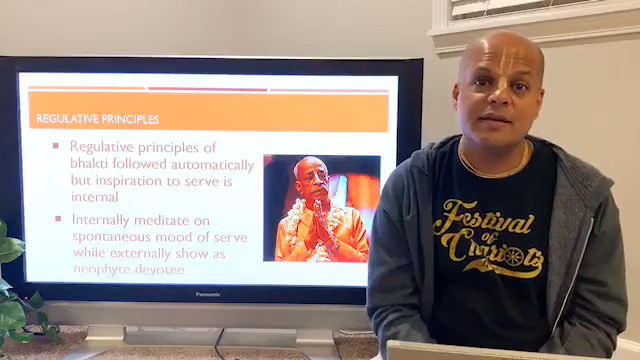 REGULATIVE PRINCIPLES
Regulative principles of
bhakti followed automatically
but inspiration to serve is
internal
Internally meditate on
spontaneous mood of serve
while externally show as
neophyte devotee
Panasonic
Festival
of
Chariots